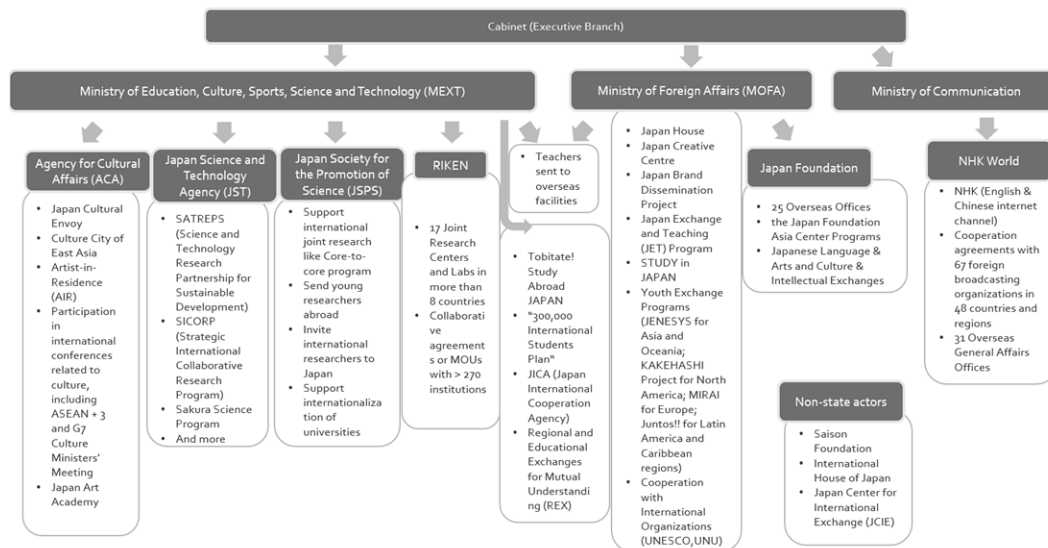 Cabinet (Executive Branch)
Ministry of Education, Culture, Sports, Science and Technology (MEXT)
Ministry of Foreign Affairs (MOFA)
Ministry of Communication
Agency for Cultural
Affairs (ACA)
• Japan Cultural
Envoy
• Culture City of
East Asia
• Artist-in-
Residence (AIR)
• Participation in
international
conferences
related to
culture,
including
ASEAN + 3
and G7
Culture
Ministers'
Meeting
• Japan Art
Academy
Japan Science and
Technology
Agency (JST)
• SATREPS
(Science and
Technology
Research
Partnership for
Sustainable
Development)
• SICORP
(Strategic
International
Collaborative
Research
Program)
• Sakura Science
Program
• And more
Japan Society for
the Promotion of
Science (JSPS)
• Support
international
joint research
like Core-to-
core program
• Send young
researchers
abroad
• Invite
international
researchers to
Japan
• Support
internationaliza
tion of
universities
RIKEN
• 17 Joint
Research
Centers and
Labs in
more than
8 countries
• Collaborativ
e
agreement
s or MOUs
with > 270
institutions
• Teachers
sent to
overseas
facilities
• Tobitate!
Study
Abroad
JAPAN
• "300,000
International
Students
Plan"
• JICA (Japan
International
Cooperation
Agency)
• Regional and
Educational
Exchanges
for Mutual
Understandi
ng (REX)
• Japan House
• Japan Creative
Centre
• Japan Brand
Dissemination
Project
• Japan Exchange
and Teaching
(JET) Program
• STUDY in
JAPAN
• Youth Exchange
Programs
(JENESYS for
Asia and
Oceania;
KAKEHASHI
Project for North
America; MIRAI
for Europe;
Juntos!! for Latin
America and
Caribbean
regions)
• Cooperation
with
International
Organizations
(UNESCO,UNU)
Japan Foundation
• 25 Overseas Offices
• the Japan Foundation
Asia Center Programs
• Japanese Language &
Arts and Culture &
Intellectual Exchanges
NHK World
• NHK (English &
Chinese internet
channel)
• Cooperation
agreements with
67 foreign
broadcasting
organizations in
48 countries and
regions
• 31 Overseas
General Affairs
Offices
Non-state actors
• Saison
Foundation
• International
House of Japan
• Japan Center for
International
Exchange (JCIE)